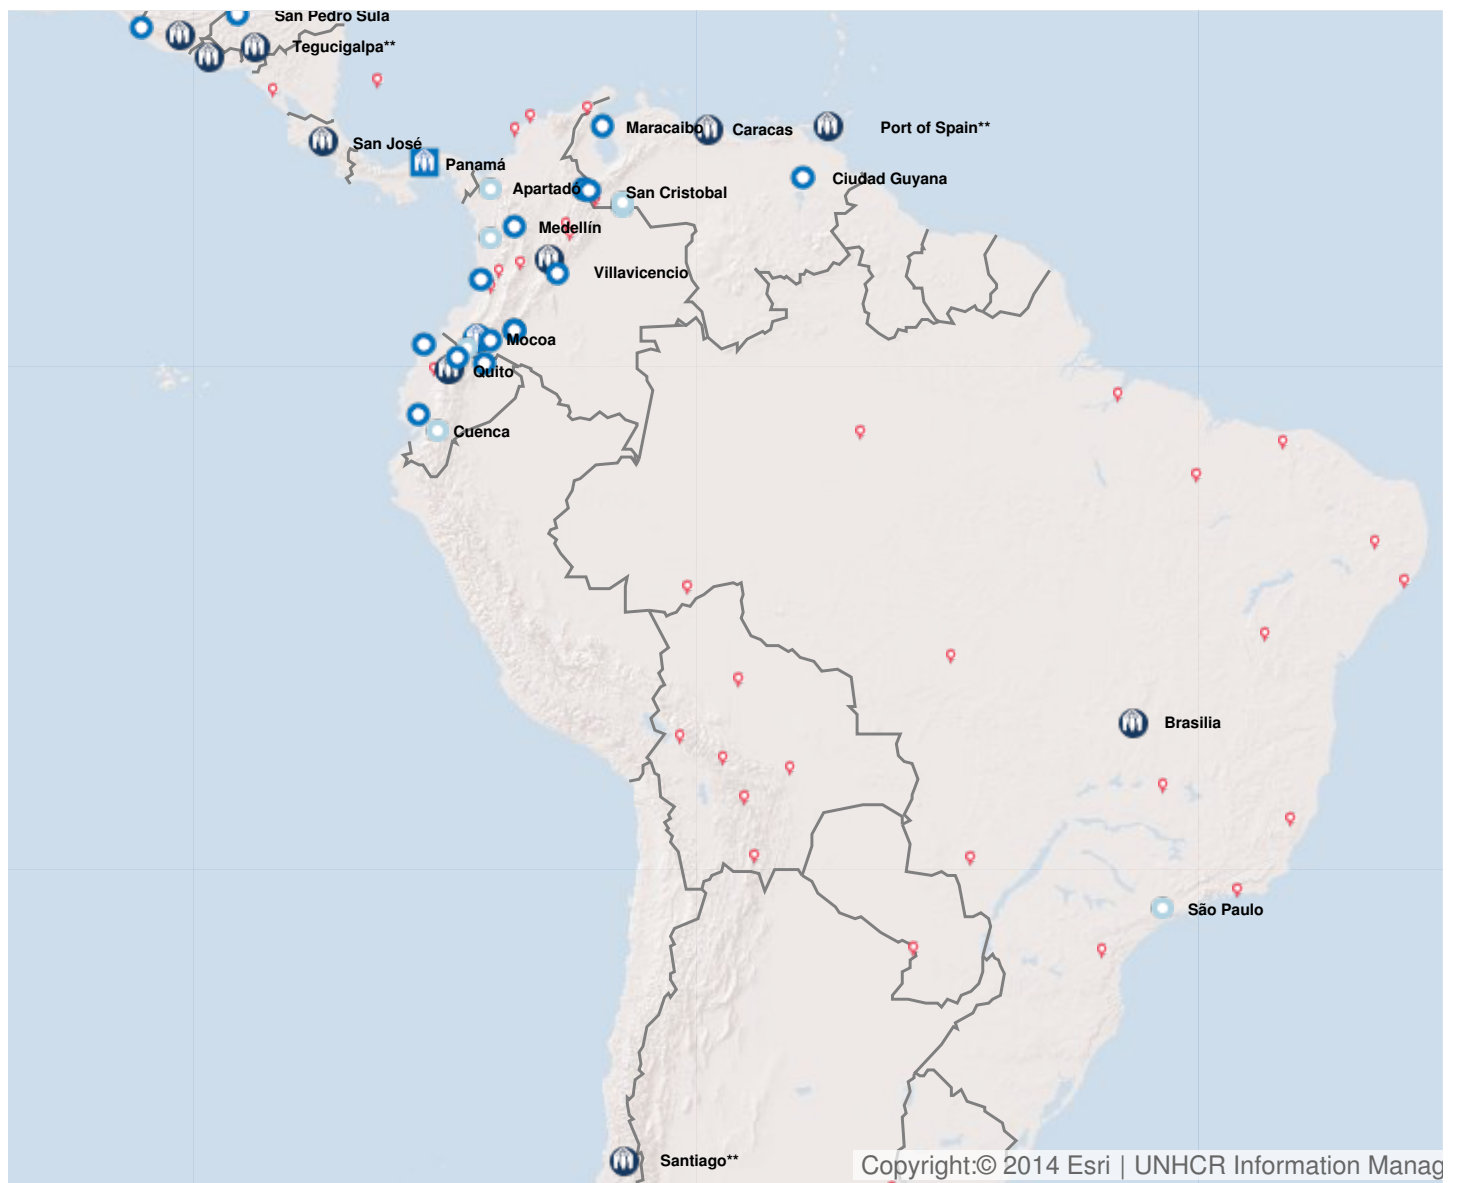 San Pedro Sula
Tegucigalpa**
Maracaibo
Caracas
Port of Spain**
San José
Panamá
Apartadó
San Cristobal
Ciudad Guyana
Medellín
Villavicencio
Mocoa
Quito
Cuenca
Brasilia
São Paulo
Santiago**
Copyright:© 2014 Esri | UNHCR Information Manag